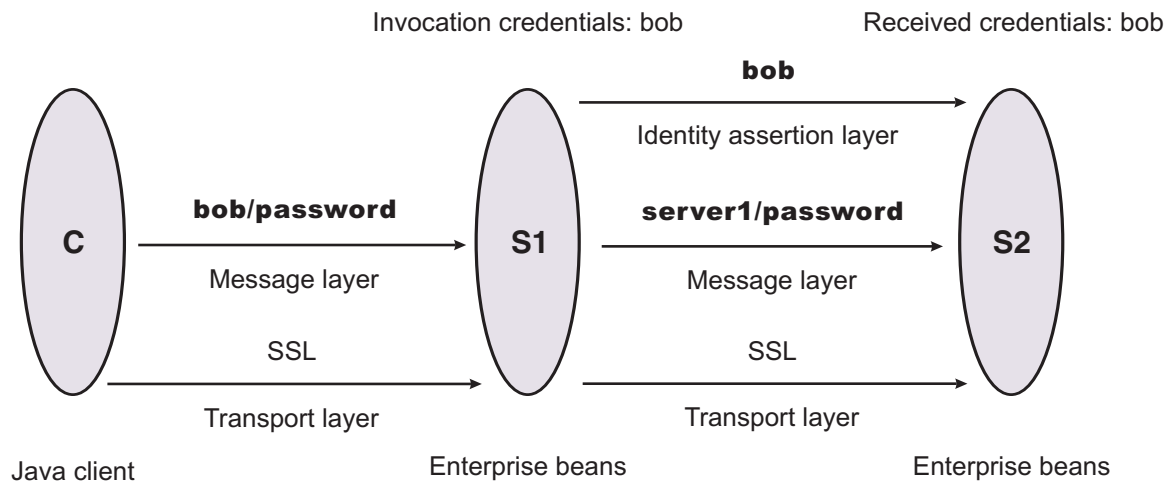 Invocation credentials: bob
Received credentials: bob
bob
Identity assertion layer
bob/password
server1/password
C
S1
S2
Message layer
Message layer
SSL
SSL
Transport layer
Transport layer
Java client
Enterprise beans
Enterprise beans